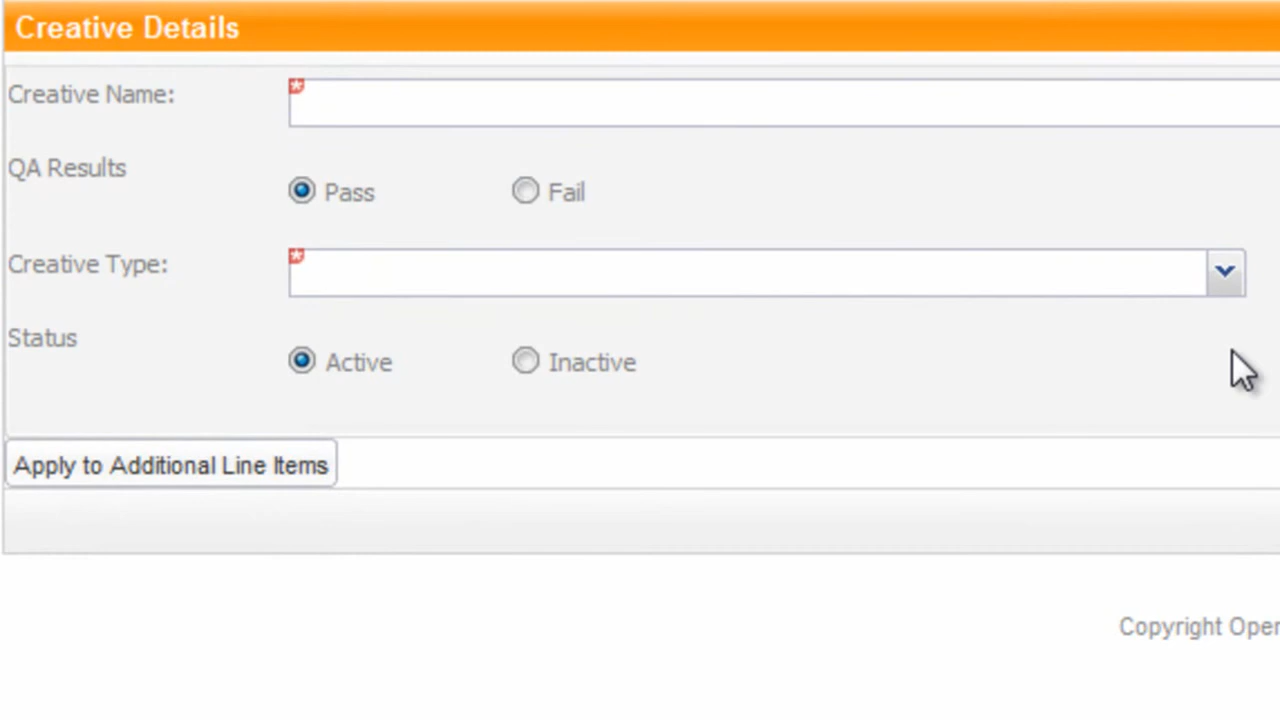 Creative Details
Creative Name:
*
QA Results
Pass
Fail
Creative Type:
*
Status
Active
Inactive
Apply to Additional Line Items
Copyright